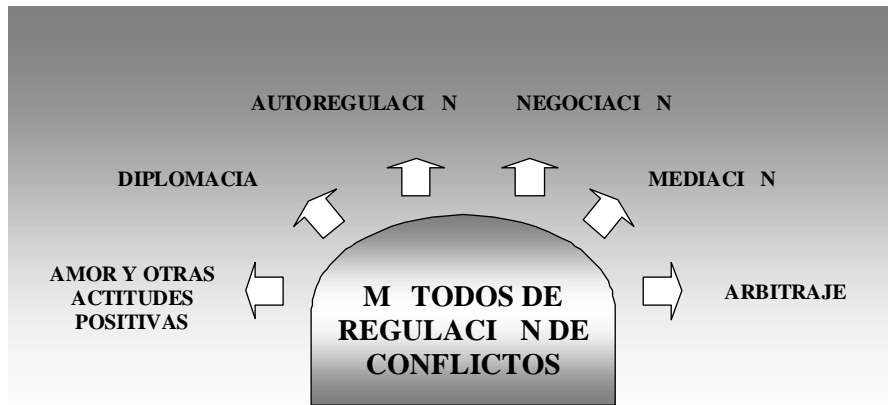 AUTOREGULACI N
NEGOCIACI N
DIPLOMACIA
MEDIACI N
AMOR Y OTRAS
ACTITUDES
POSITIVAS
ARBITRAJE
M TODOS DE
REGULACI N DE
CONFLICTOS